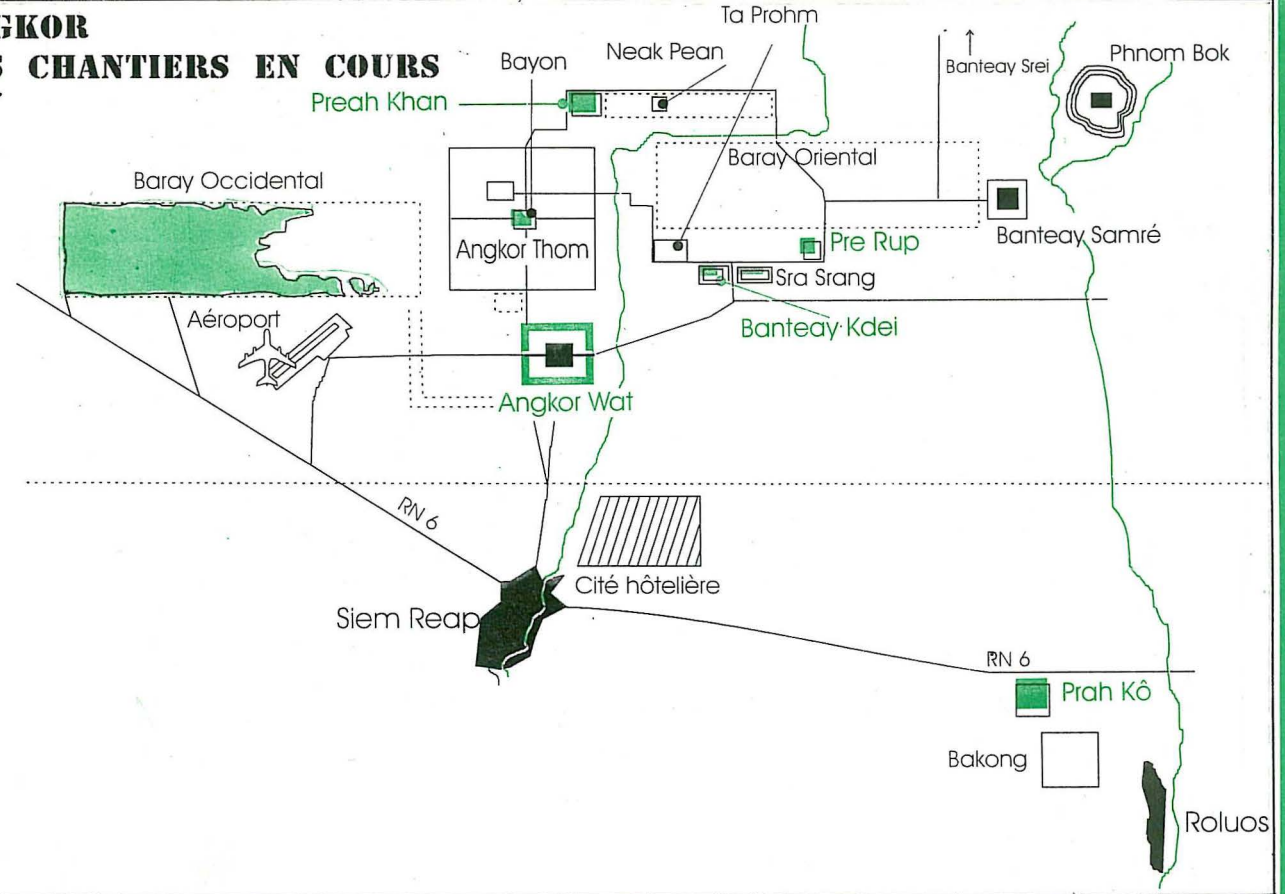 GKOR
S CHANTIERS EN COURS
Ta Prohm
Bayon
Neak Pean
Banteay Srei
Phnom Bok
Preah Khan
Baray Occidental
Baray Oriental
Angkor Thom
Pre Rup
Banteay Samré
Sra Srang
Aéroport
Banteay Kdei
Angkor Wat
RN 6
Cité hôtelière
Siem Reap
RN 6
Prah Kô
Bakong
Roluos